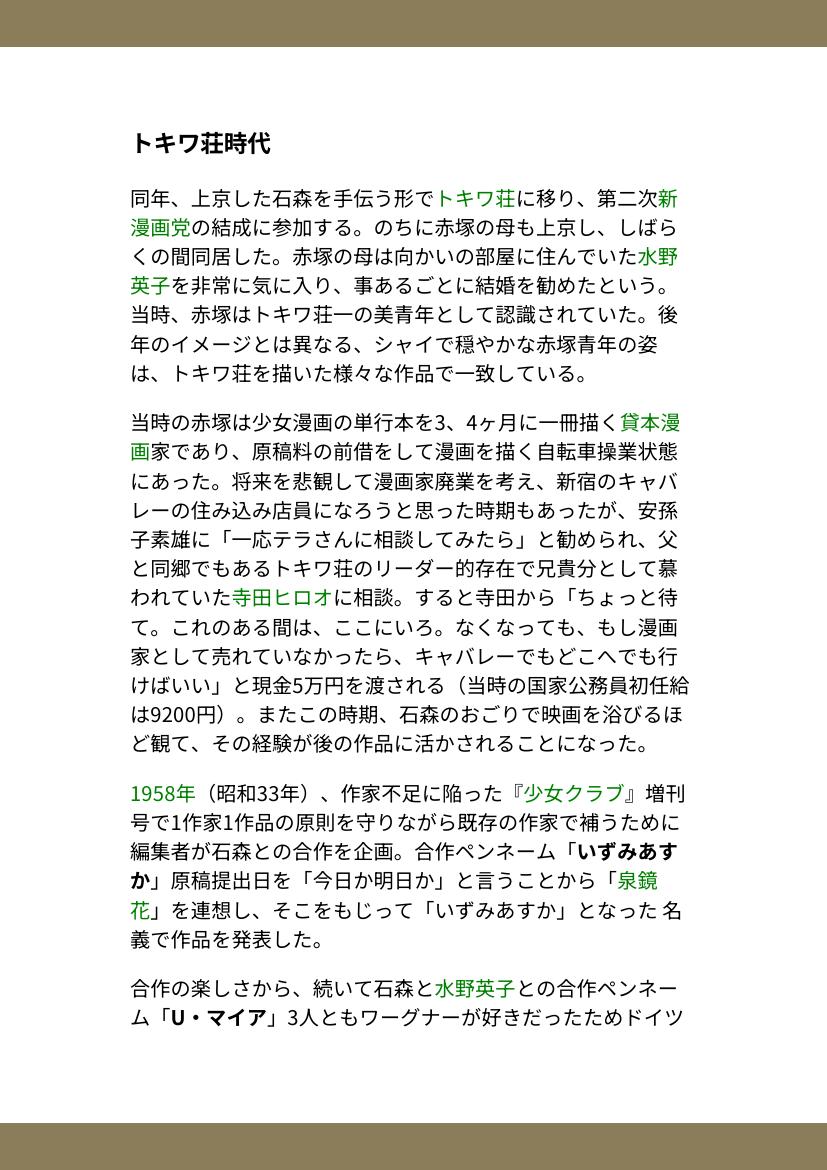 トキワ荘時代
同年、上京した石森を手伝う形でトキワ荘に移り、第二次新
漫画党の結成に参加する。のちに赤塚の母も上京し、しばら
くの間同居した。赤塚の母は向かいの部屋に住んでいた水野
英子を非常に気に入り、事あるごとに結婚を勧めたという。
当時、赤塚はトキワ荘一の美青年として認識されていた。後
年のイメージとは異なる、シャイで穏やかな赤塚青年の姿
は、トキワ荘を描いた様々な作品で一致している。
当時の赤塚は少女漫画の単行本を3、4ヶ月に一冊描く貸本漫
画家であり、原稿料の前借をして漫画を描く自転車操業状態
にあった。将来を悲観して漫画家廃業を考え、新宿のキャバ
レーの住み込み店員になろうと思った時期もあったが、安孫
子素雄に「一応テラさんに相談してみたら」と勧められ、父
と同郷でもあるトキワ荘のリーダー的存在で兄貴分として慕
われていた寺田ヒロオに相談。すると寺田から「ちょっと待
て。これのある間は、ここにいろ。なくなっても、もし漫画
家として売れていなかったら、キャバレーでもどこへでも行
けばいい」と現金5万円を渡される（当時の国家公務員初任給
は9200円）。またこの時期、石森のおごりで映画を浴びるほ
ど観て、その経験が後の作品に活かされることになった。
1958年（昭和33年）、作家不足に陥った『少女クラブ』増刊
号で1作家1作品の原則を守りながら既存の作家で補うために
編集者が石森との合作を企画。合作ペンネーム「いずみあす
か」原稿提出日を「今日か明日か」と言うことから「泉鏡
花」を連想し、そこをもじって「いずみあすか」となった 名
義で作品を発表した。
合作の楽しさから、続いて石森と水野英子との合作ペンネー
ム「U・マイア」3人ともワーグナーが好きだったためドイツ